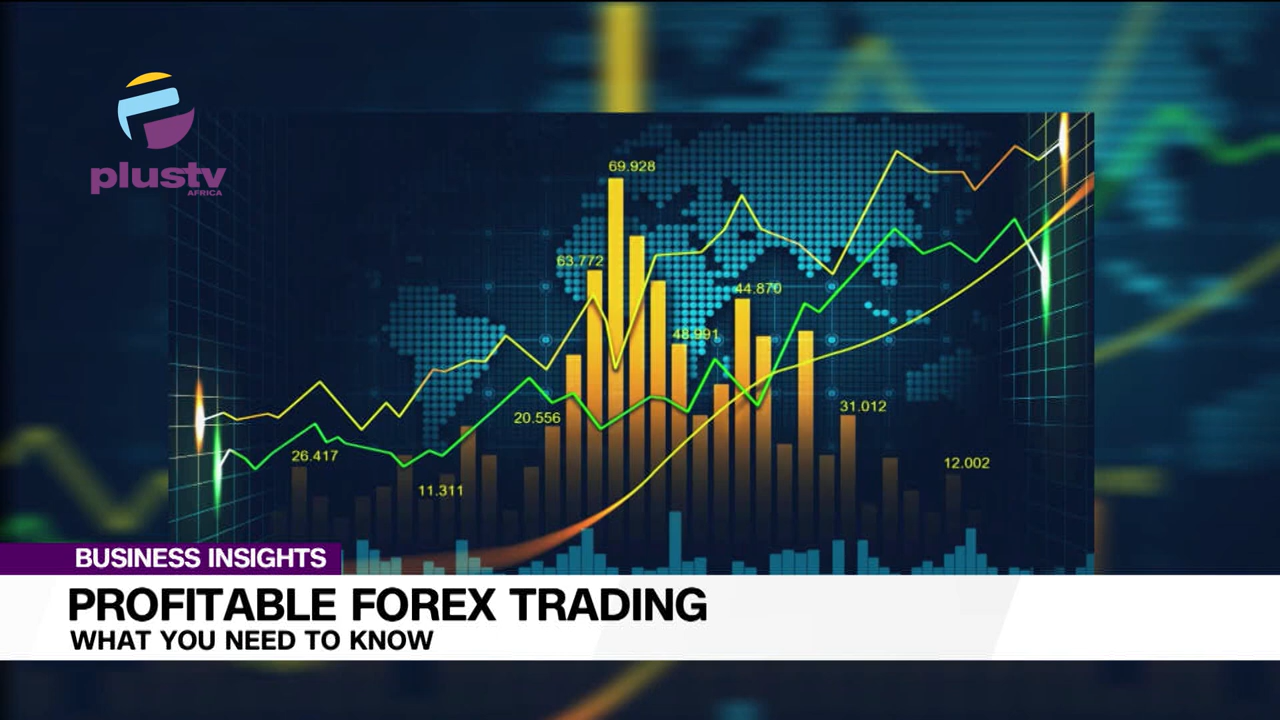 plustv
AFRICA
69.928
63.772
44.870
48.991
31.012
20.556
26.417
12.002
11.311
BUSINESS INSIGHTS
PROFITABLE FOREX TRADING
WHAT YOU NEED TO KNOW